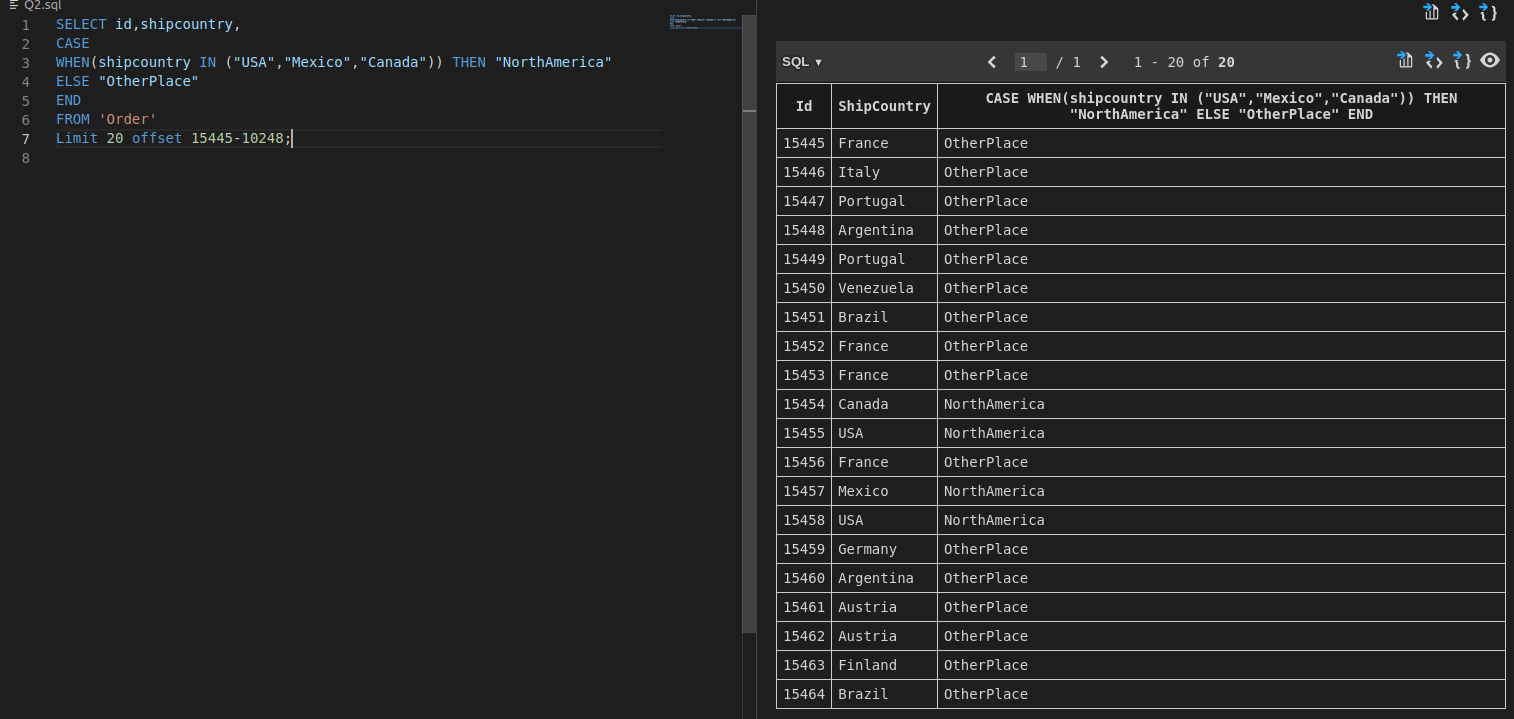 Q2.sql
1 SELECT id,shipcountry,
2 CASE
3 WHEN(shipcountry IN ("USA","Mexico","Canada")) THEN "NorthAmerica"
4 ELSE "OtherPlace"
5 END
6 FROM 'Order'
7 Limit 20 offset 15445-10248;
8
SQL ▼ 1 / 1 1 - 20 of 20
Id ShipCountry CASE WHEN(shipcountry IN ("USA","Mexico","Canada")) THEN
"NorthAmerica" ELSE "OtherPlace" END
15445 France OtherPlace
15446 Italy OtherPlace
15447 Portugal OtherPlace
15448 Argentina OtherPlace
15449 Portugal OtherPlace
15450 Venezuela OtherPlace
15451 Brazil OtherPlace
15452 France OtherPlace
15453 France OtherPlace
15454 Canada NorthAmerica
15455 USA NorthAmerica
15456 France OtherPlace
15457 Mexico NorthAmerica
15458 USA NorthAmerica
15459 Germany OtherPlace
15460 Argentina OtherPlace
15461 Austria OtherPlace
15462 Austria OtherPlace
15463 Finland OtherPlace
15464 Brazil OtherPlace